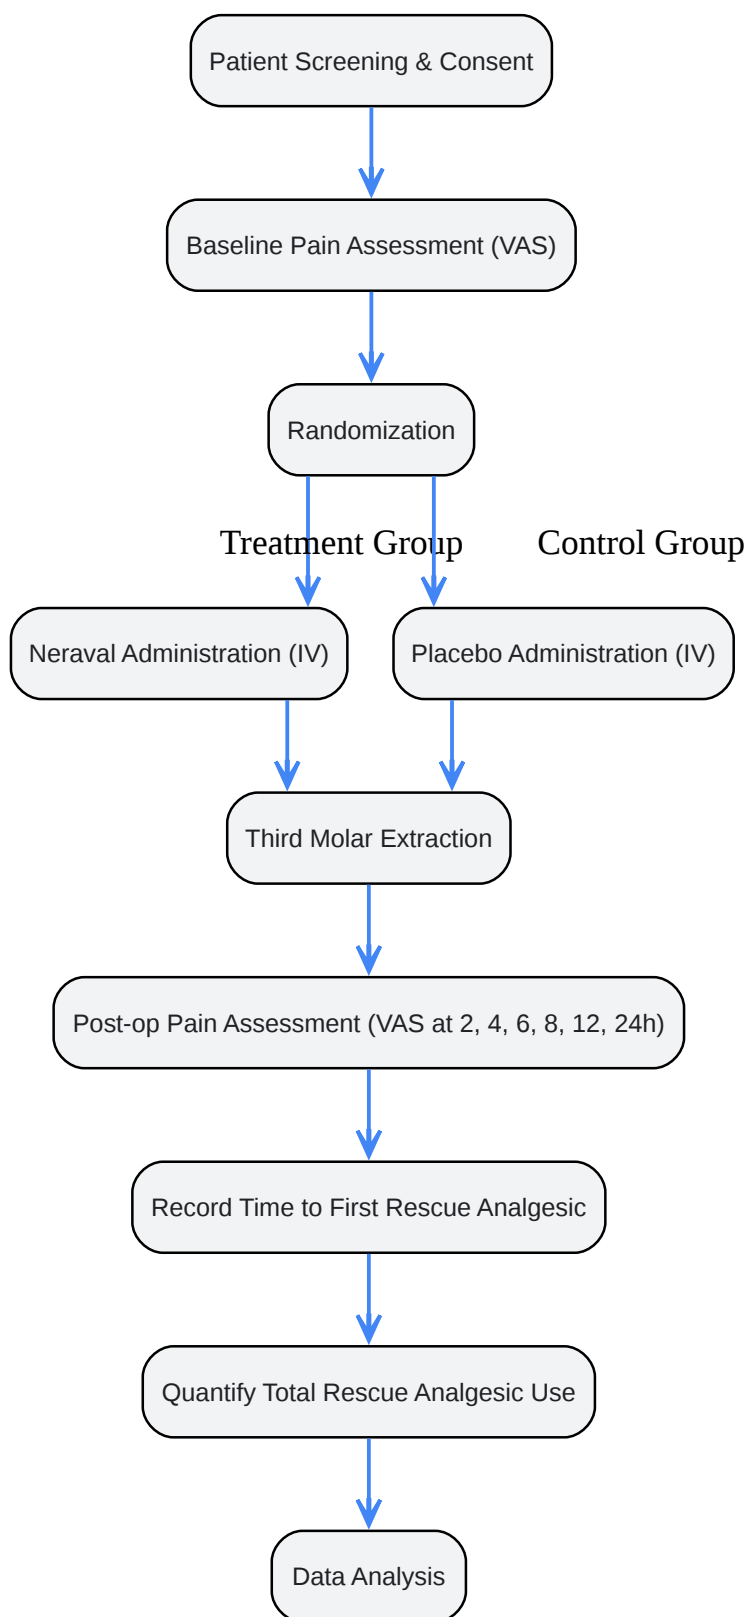 Patient Screening & Consent
Baseline Pain Assessment (VAS)
Randomization
Treatment Group
Control Group
Neraval Administration (IV)
Placebo Administration (IV)
Third Molar Extraction
Post-op Pain Assessment (VAS at 2, 4, 6, 8, 12, 24h)
Record Time to First Rescue Analgesic
Quantify Total Rescue Analgesic Use
Data Analysis